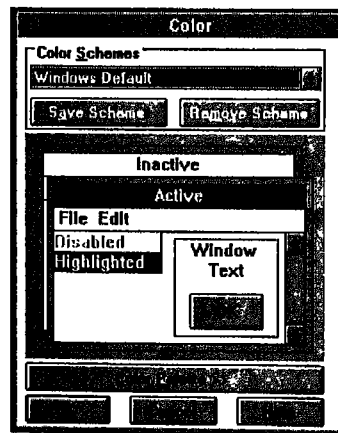 Color
Color Schemes
Windows Default
Save Scheme Remove Scheme
Inactive
Active
File Edit
Disabled
Highlighted
Window
Text